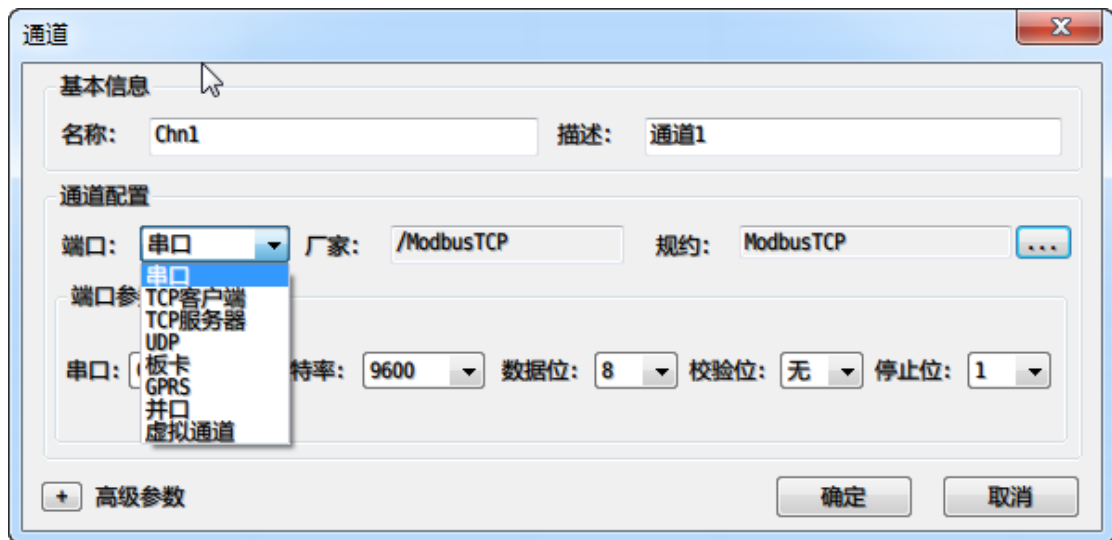 通道
基本信息
名称: Chn1 描述: 通道1
通道配置
端口: 串口 厂家: /ModbusTCP 规约: ModbusTCP ...
串口
TCP客户端
TCP服务器
UDP
板卡
GPRS
并口
虚拟通道
端口参
串口: 特率: 9600 数据位: 8 校验位: 无 停止位: 1
+ 高级参数 确定 取消